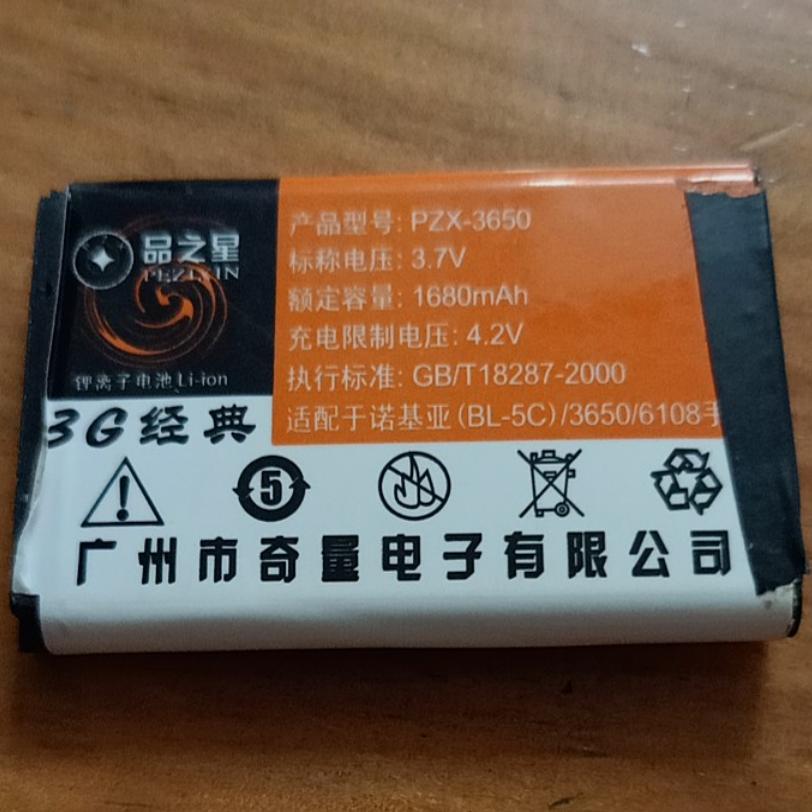 品之星
PEZISIN
锂离子电池 Li-ion
3G经典
产品型号: PZX-3650
标称电压: 3.7V
额定容量: 1680mAh
充电限制电压: 4.2V
执行标准: GB/T18287-2000
适配于诺基亚(BL-5C)/3650/6108手
5
广州市奇量电子有限公司